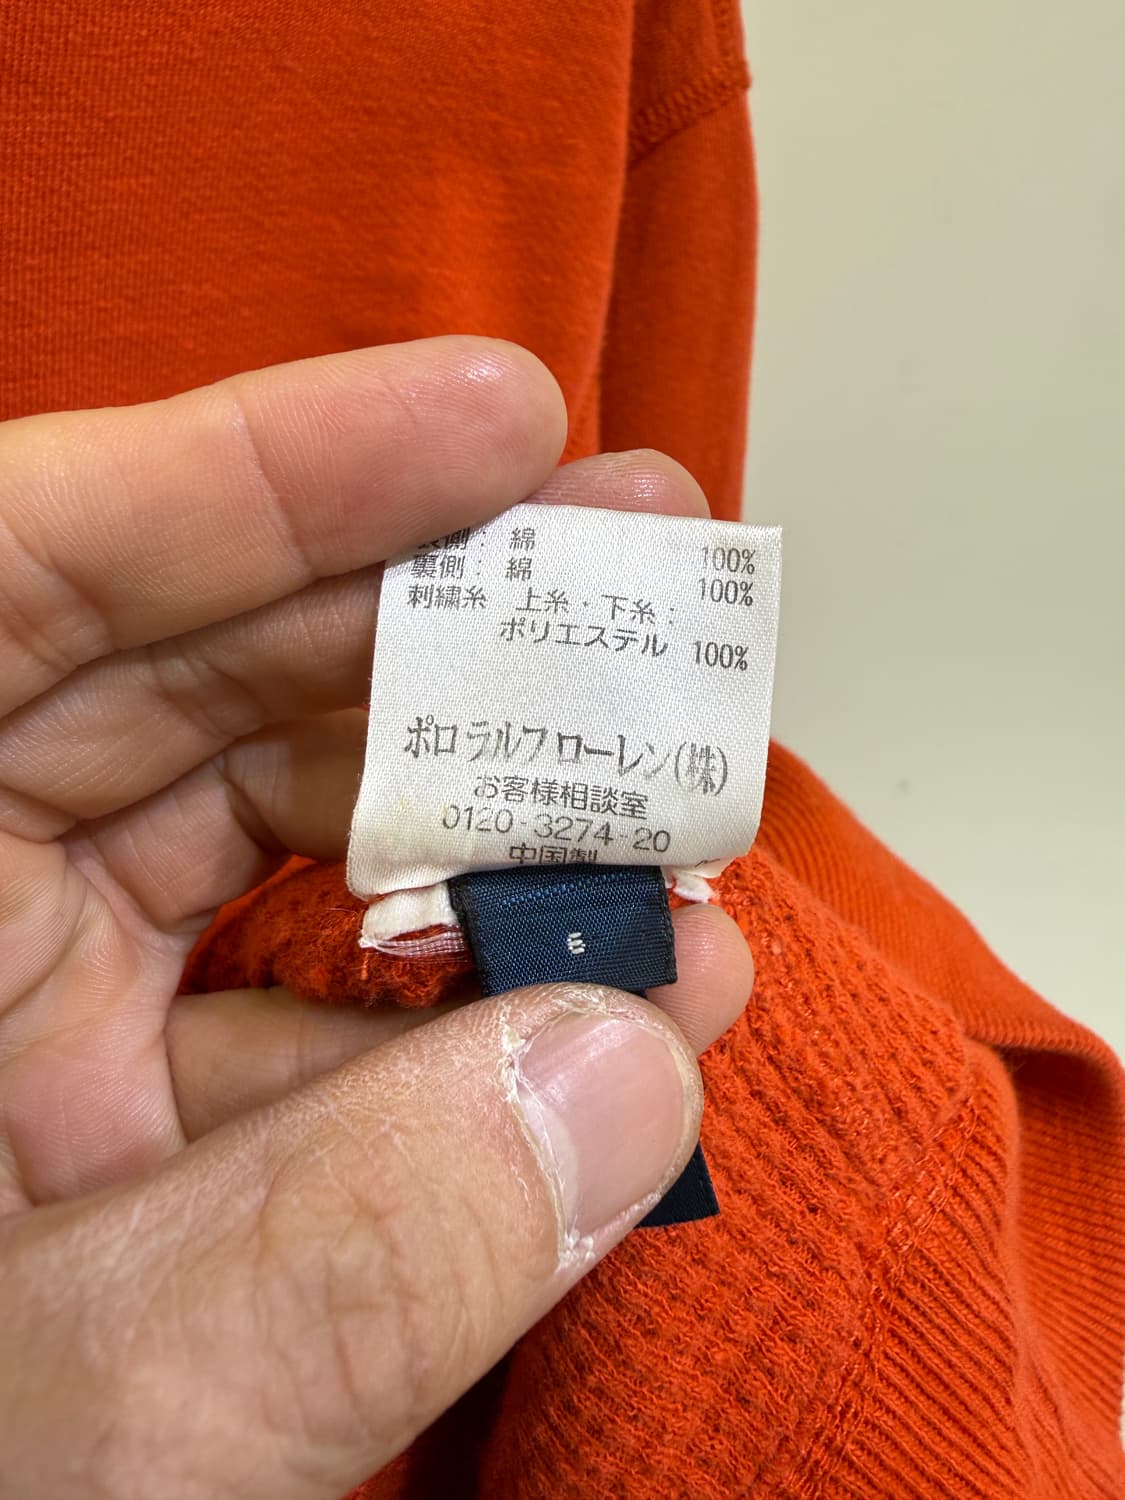 表側： 綿 100%
裏側： 綿 100%
刺繍糸 上糸・下糸：
ポリエステル 100%
ポロ ラルフ ローレン(株)
お客様相談室
0120-3274-20
中国製